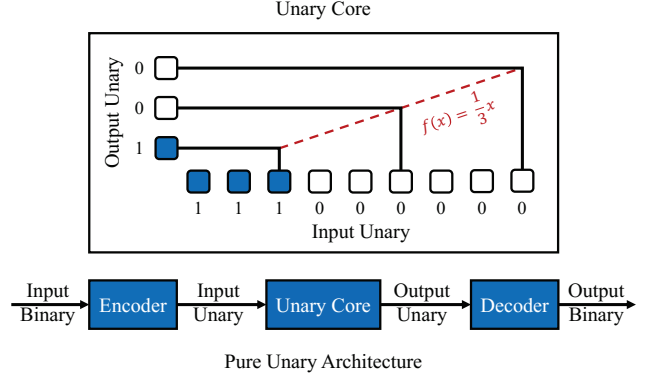 Unary Core
Output Unary
0
0
1
f(x) = 1/3 x
1 1 1 0 0 0 0 0 0
Input Unary
Input Binary
Encoder
Input Unary
Unary Core
Output Unary
Decoder
Output Binary
Pure Unary Architecture